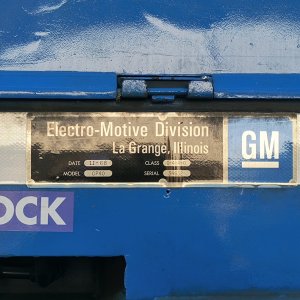 Electro-Motive Division
La Grange, Illinois
GM
DATE
CLASS
MODEL
SERIAL
OCK